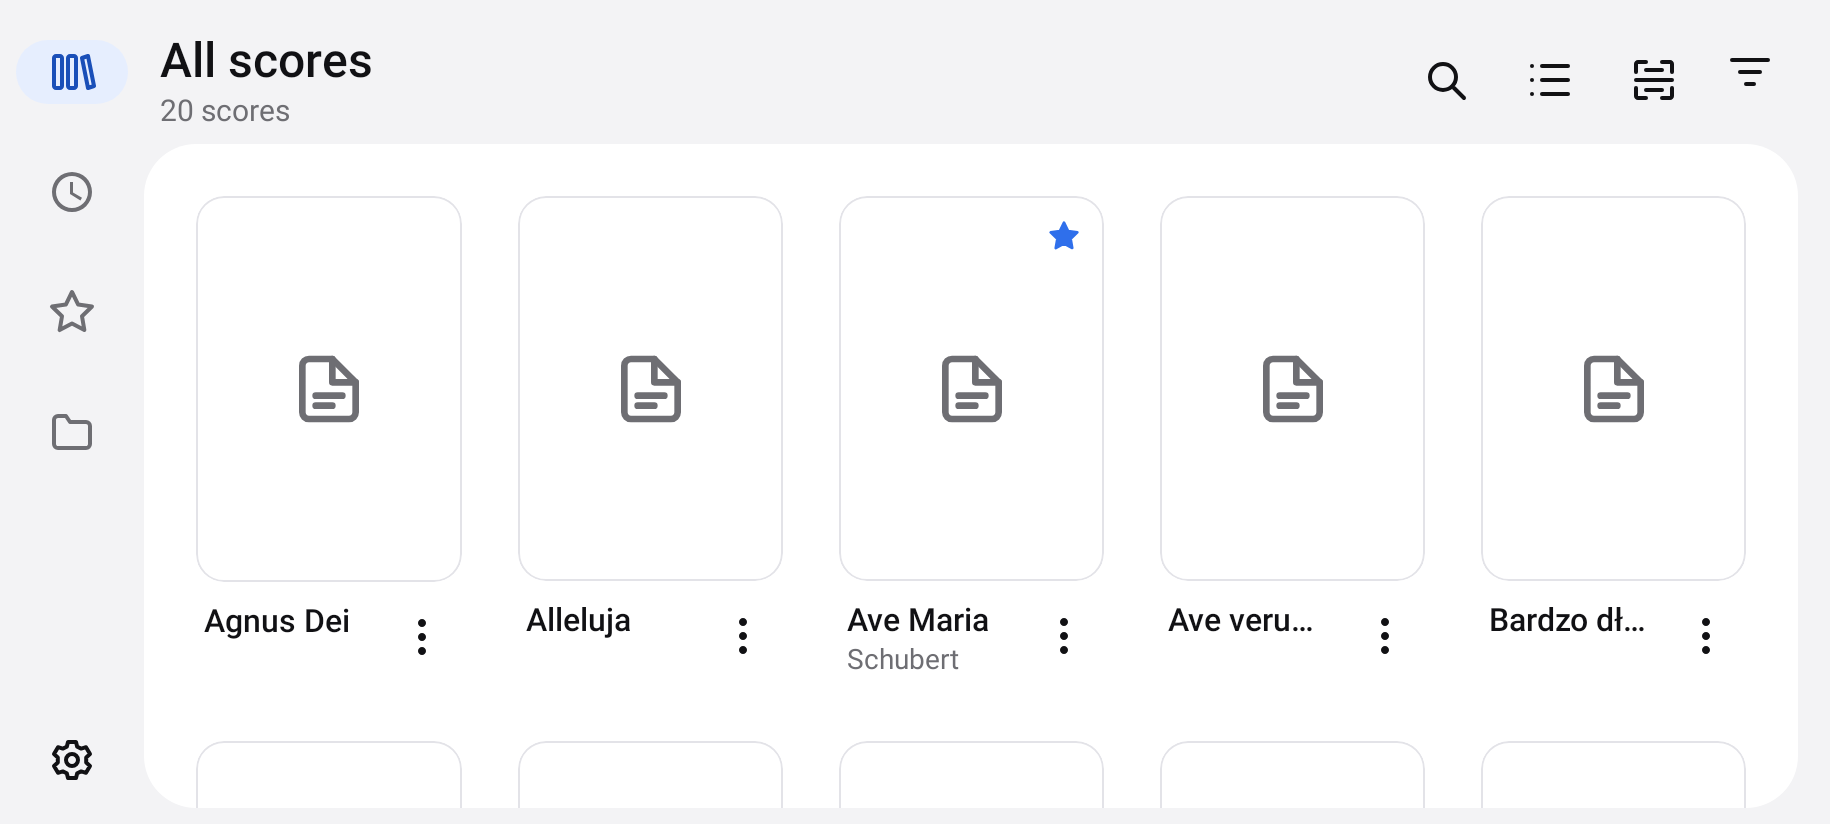 All scores
20 scores
Agnus Dei
Alleluja
Ave Maria
Schubert
Ave veru...
Bardzo dł...